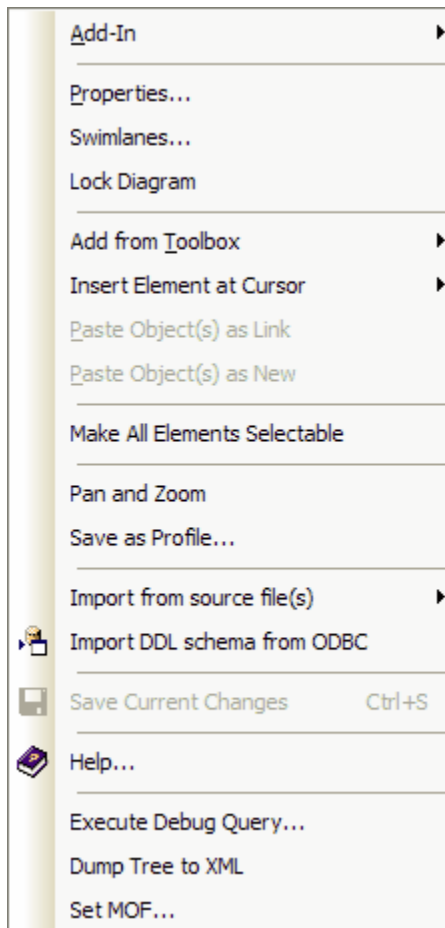 Add-In
Properties...
Swimlanes...
Lock Diagram
Add from Toolbox
Insert Element at Cursor
Paste Object(s) as Link
Paste Object(s) as New
Make All Elements Selectable
Pan and Zoom
Save as Profile...
Import from source file(s)
Import DDL schema from ODBC
Save Current Changes Ctrl+S
Help...
Execute Debug Query...
Dump Tree to XML
Set MOF...